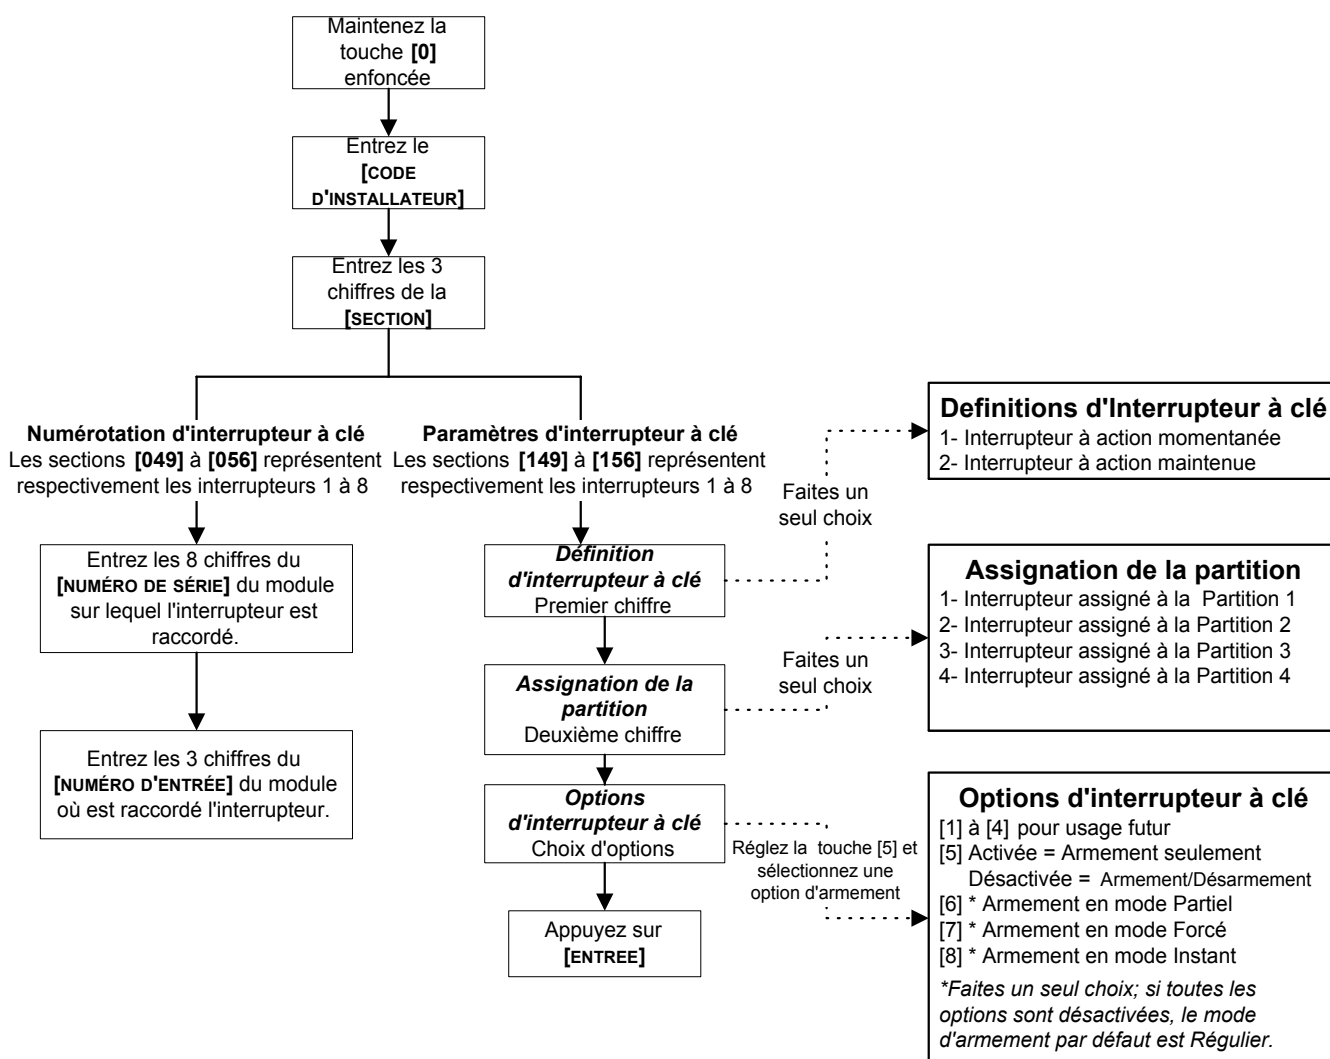 Maintenez la
touche [0]
enfoncée
Entrez le
[CODE
D'INSTALLATEUR]
Entrez les 3
chiffres de la
[SECTION]
Numérotation d'interrupteur à clé
Les sections [049] à [056] représentent
respectivement les interrupteurs 1 à 8
Entrez les 8 chiffres du
[NUMÉRO DE SÉRIE] du module
sur lequel l'interrupteur est
raccordé.
Entrez les 3 chiffres du
[NUMÉRO D'ENTRÉE] du module
où est raccordé l'interrupteur.
Paramètres d'interrupteur à clé
Les sections [149] à [156] représentent
respectivement les interrupteurs 1 à 8
Définition
d'interrupteur à clé
Premier chiffre
Assignation de la
partition
Deuxième chiffre
Options
d'interrupteur à clé
Choix d'options
Appuyez sur
[ENTREE]
Faites un
seul choix
Faites un
seul choix
Réglez la touche [5] et
sélectionnez une
option d'armement
Definitions d'Interrupteur à clé
1- Interrupteur à action momentanée
2- Interrupteur à action maintenue
Assignation de la partition
1- Interrupteur assigné à la Partition 1
2- Interrupteur assigné à la Partition 2
3- Interrupteur assigné à la Partition 3
4- Interrupteur assigné à la Partition 4
Options d'interrupteur à clé
[1] à [4] pour usage futur
[5] Activée = Armement seulement
Désactivée = Armement/Désarmement
[6] * Armement en mode Partiel
[7] * Armement en mode Forcé
[8] * Armement en mode Instant
*Faites un seul choix; si toutes les
options sont désactivées, le mode
d'armement par défaut est Régulier.